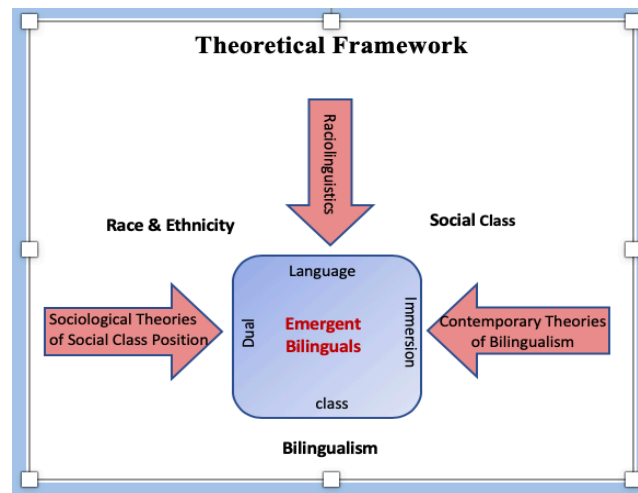 Theoretical Framework
Raciolinguistics
Race & Ethnicity
Social Class
Language
Sociological Theories
of Social Class Position
Dual
Emergent
Bilinguals
Immersion
Contemporary Theories
of Bilingualism
class
Bilingualism